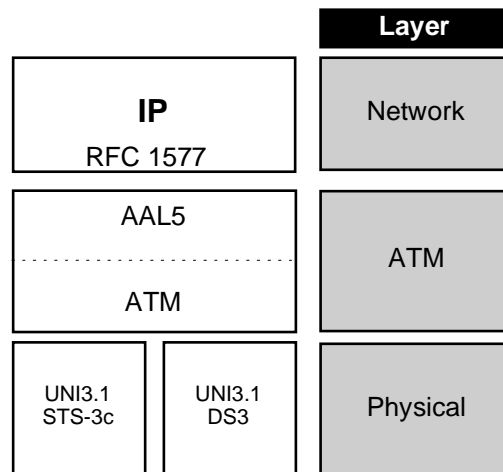 Layer
IP
RFC 1577
Network
AAL5
ATM
ATM
UNI3.1
STS-3c
UNI3.1
DS3
Physical